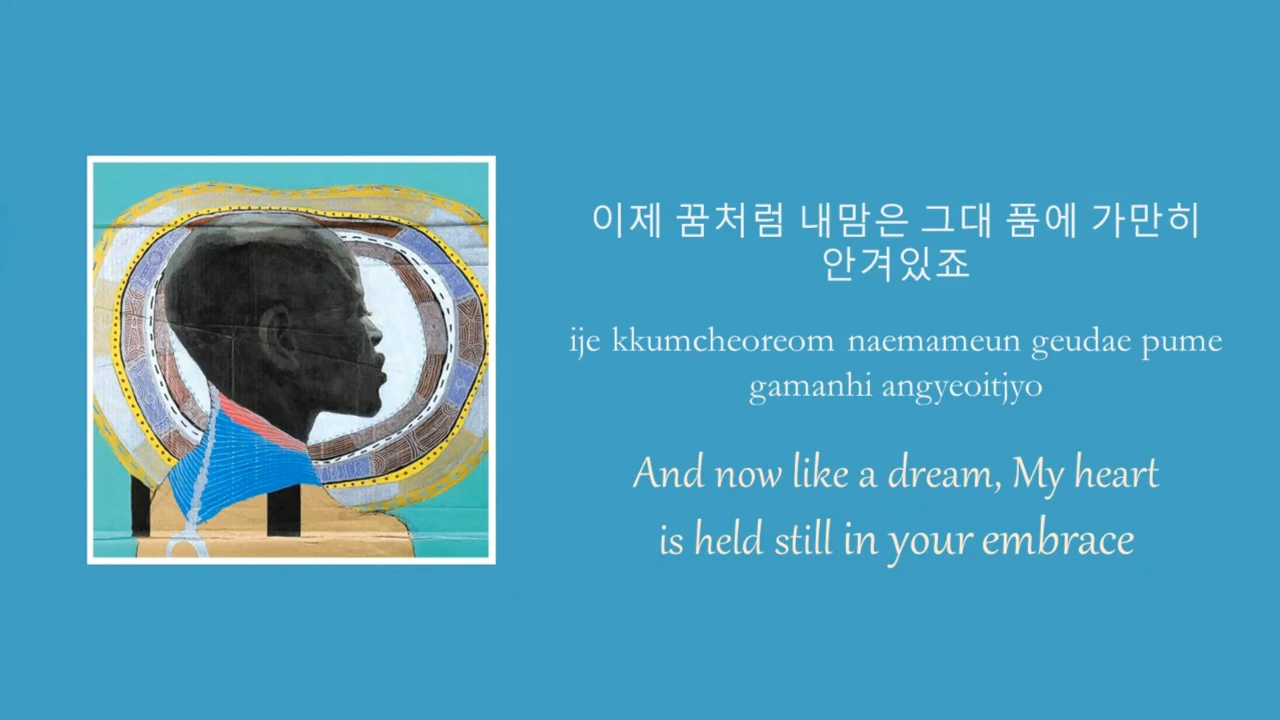 이제 꿈처럼 내맘은 그대 품에 가만히
안겨있죠
ije kkumcheoreom naemameun geudae pume
gamanhi angyeoitjyo
And now like a dream, My heart
is held still in your embrace